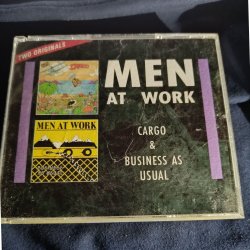 TWO ORIGINALS
MEN
AT WORK
MEN AT WORK
CARGO
&
BUSINESS AS
USUAL